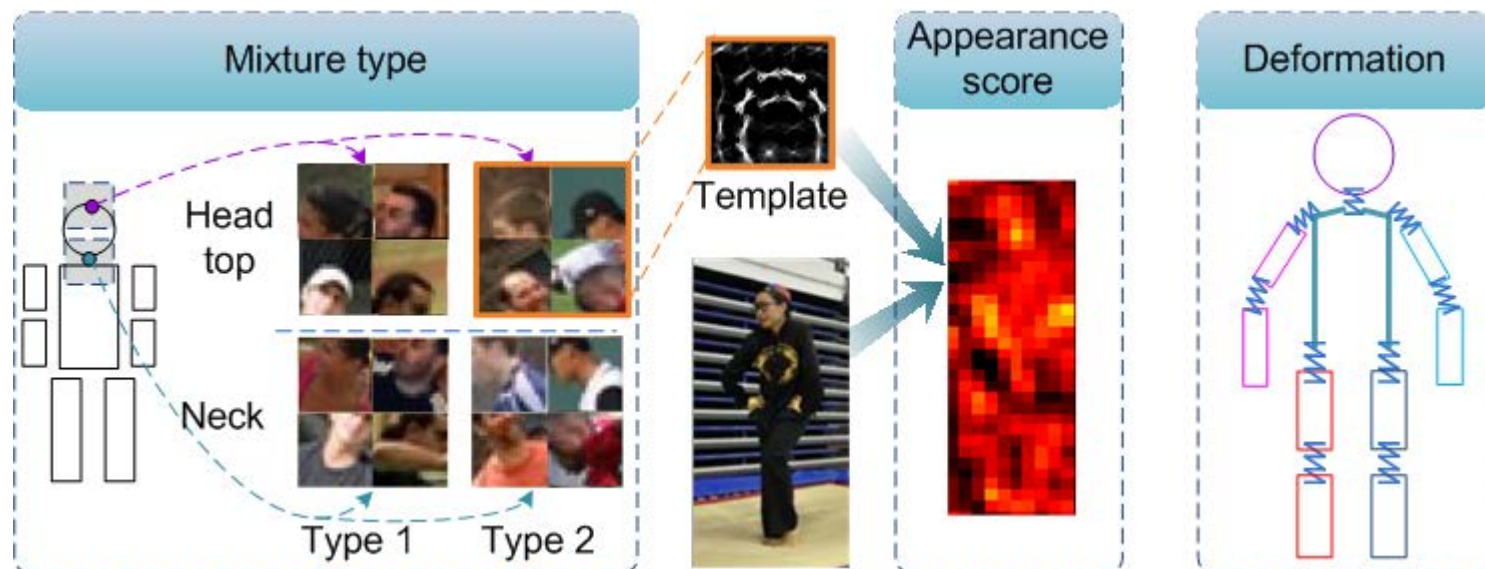 Mixture type
Head
top
Neck
Type 1
Type 2
Template
Appearance
score
Deformation